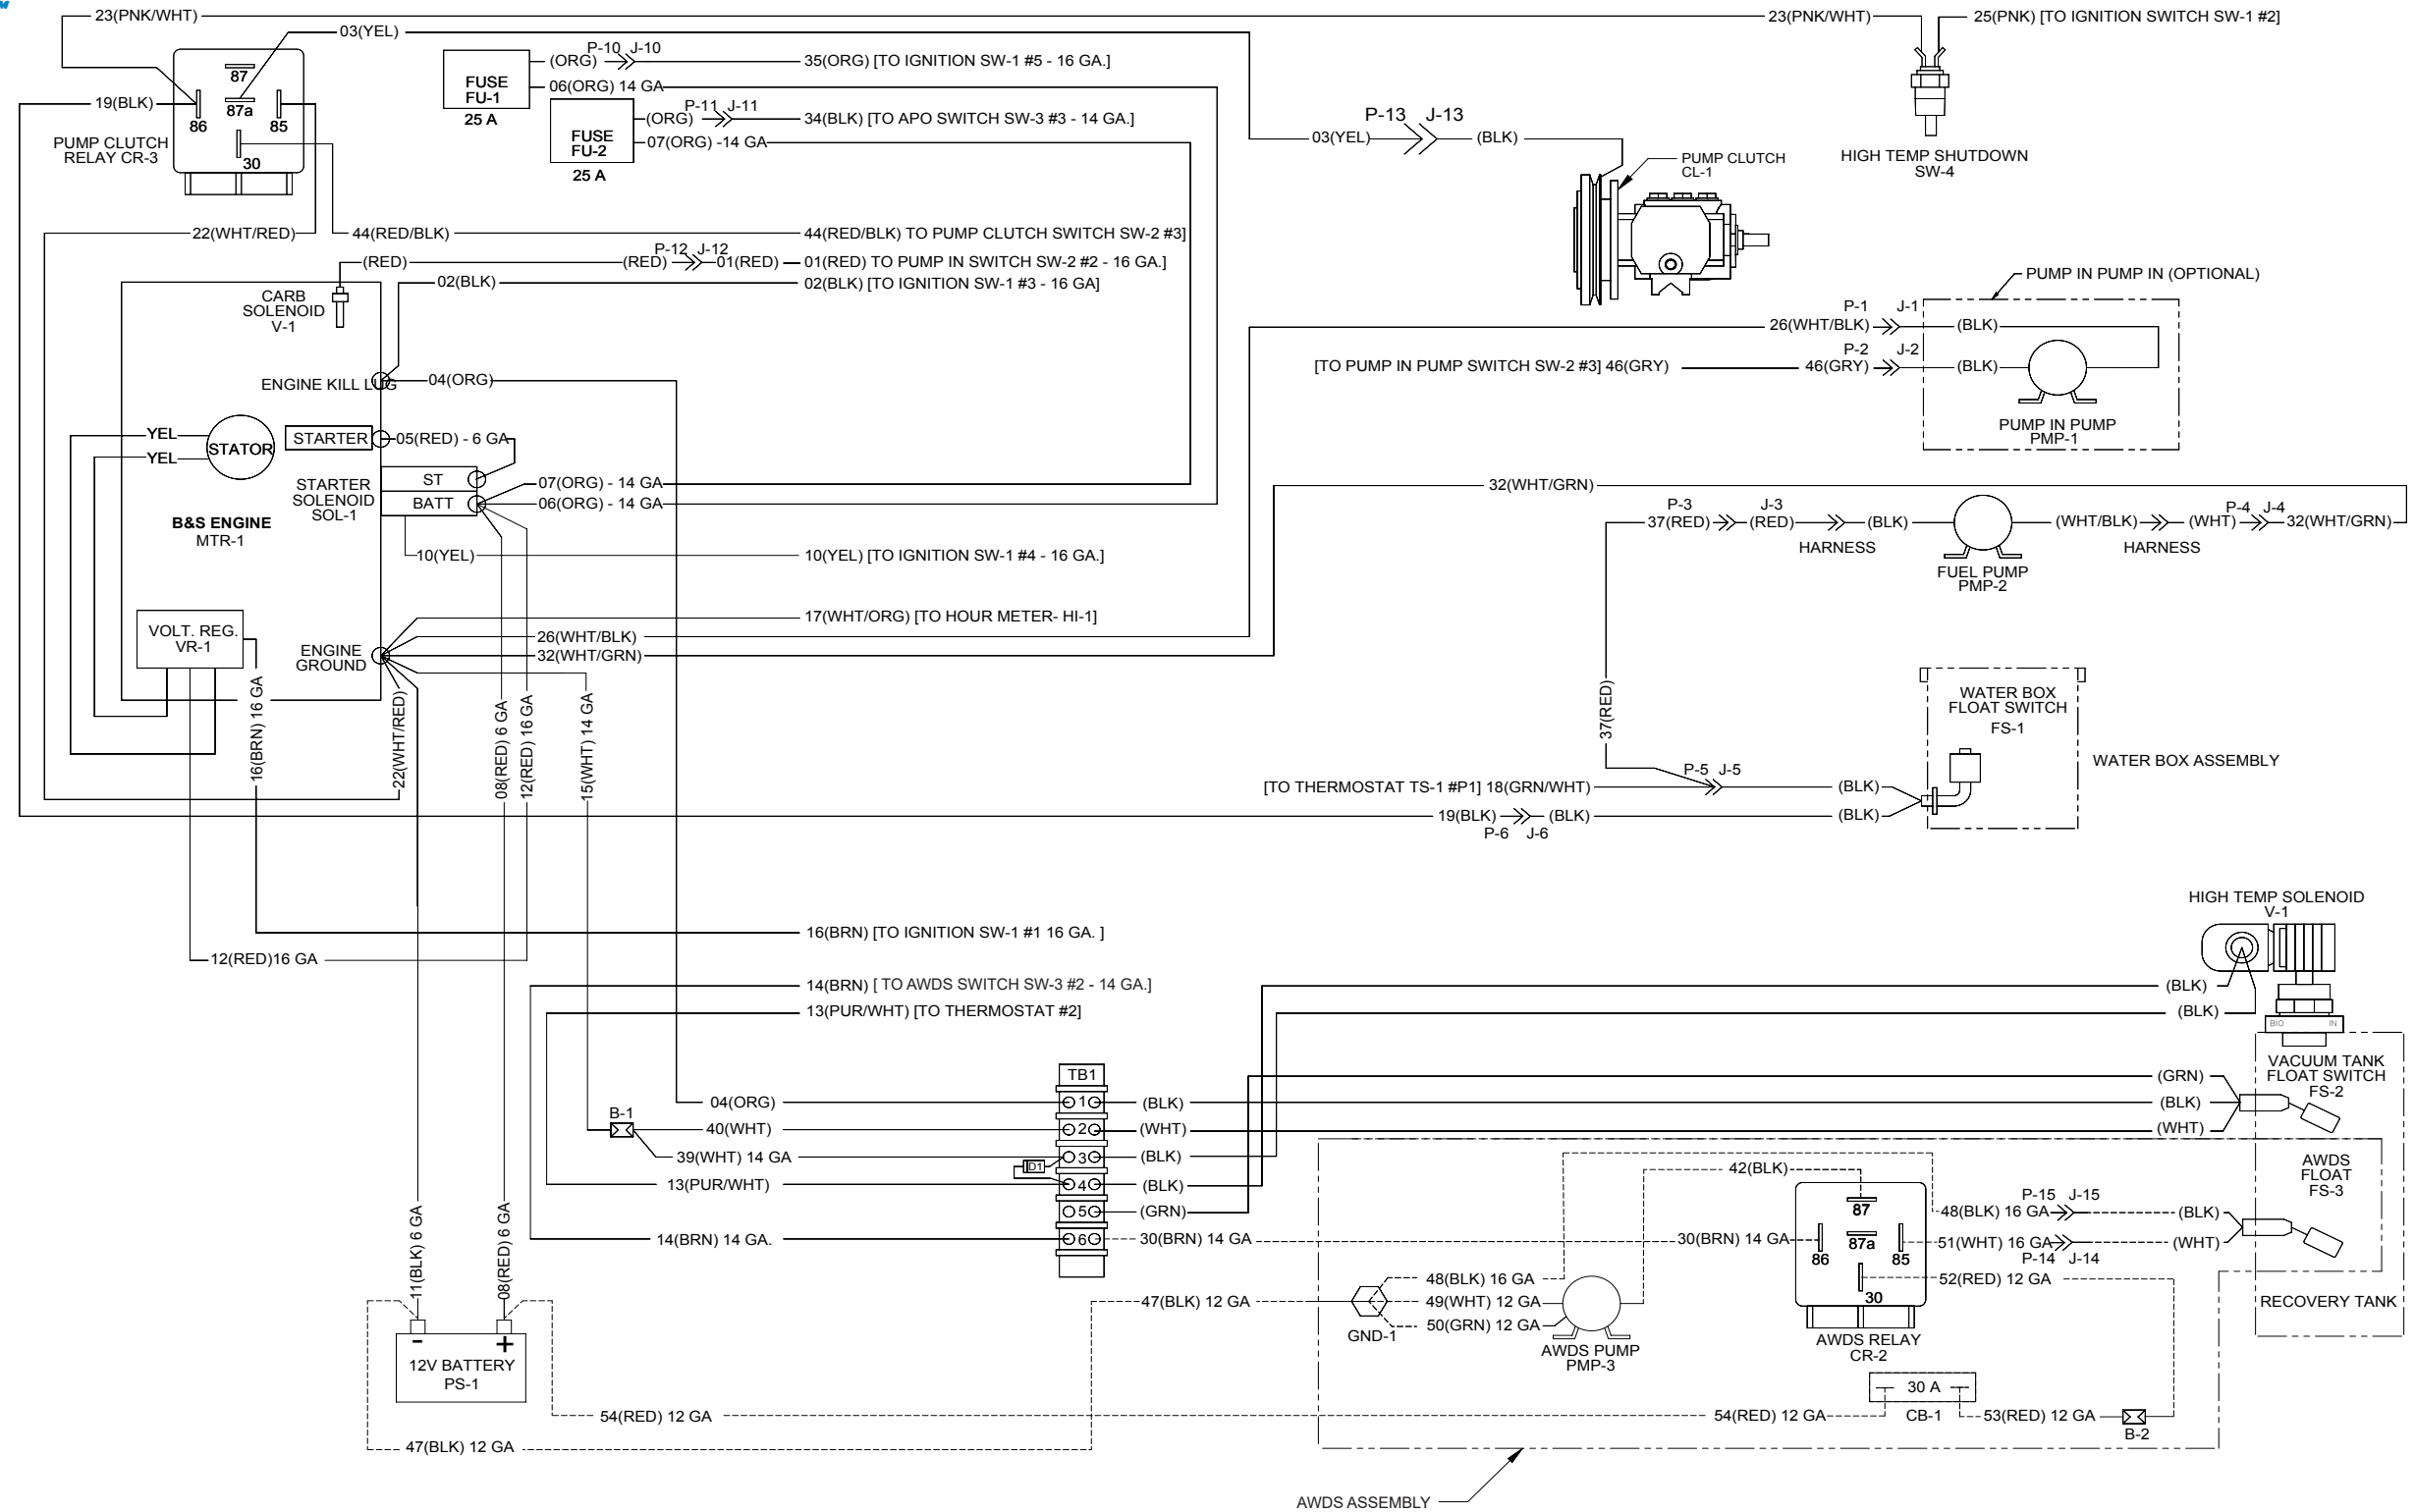 23(PNK/WHT)
23(PNK/WHT)
25(PNK) [TO IGNITION SWITCH SW-1 #2]
03(YEL)
87
87a
86
85
30
19(BLK)
PUMP CLUTCH
RELAY CR-3
FUSE
FU-1
25 A
(ORG)
P-10 J-10
35(ORG) [TO IGNITION SW-1 #5 - 16 GA.]
06(ORG) 14 GA
FUSE
FU-2
25 A
(ORG)
P-11 J-11
34(BLK) [TO APO SWITCH SW-3 #3 - 14 GA.]
07(ORG) -14 GA
03(YEL)
P-13 J-13
(BLK)
PUMP CLUTCH
CL-1
HIGH TEMP SHUTDOWN
SW-4
22(WHT/RED)
44(RED/BLK)
44(RED/BLK) TO PUMP CLUTCH SWITCH SW-2 #3]
(RED)
(RED)
P-12 J-12
01(RED)
01(RED) TO PUMP IN SWITCH SW-2 #2 - 16 GA.]
02(BLK)
02(BLK) [TO IGNITION SW-1 #3 - 16 GA]
CARB
SOLENOID
V-1
PUMP IN PUMP IN (OPTIONAL)
P-1 J-1
26(WHT/BLK)
(BLK)
[TO PUMP IN PUMP SWITCH SW-2 #3] 46(GRY)
P-2 J-2
46(GRY)
(BLK)
PUMP IN PUMP
PMP-1
ENGINE KILL LUG
04(ORG)
YEL
YEL
STATOR
STARTER
05(RED) - 6 GA
ST
BATT
STARTER
SOLENOID
SOL-1
07(ORG) - 14 GA
06(ORG) - 14 GA
B&S ENGINE
MTR-1
10(YEL)
10(YEL) [TO IGNITION SW-1 #4 - 16 GA.]
32(WHT/GRN)
P-3 J-3
37(RED)
(RED)
(BLK)
HARNESS
FUEL PUMP
PMP-2
(WHT/BLK)
(WHT)
HARNESS
P-4 J-4
32(WHT/GRN)
VOLT. REG.
VR-1
ENGINE
GROUND
17(WHT/ORG) [TO HOUR METER- HI-1]
26(WHT/BLK)
32(WHT/GRN)
16(BRN) 16 GA
22(WHT/RED)
08(RED) 6 GA
12(RED) 16 GA
15(WHT) 14 GA
37(RED)
WATER BOX
FLOAT SWITCH
FS-1
WATER BOX ASSEMBLY
[TO THERMOSTAT TS-1 #P1] 18(GRN/WHT)
P-5 J-5
(BLK)
19(BLK)
(BLK)
P-6 J-6
(BLK)
HIGH TEMP SOLENOID
V-1
16(BRN) [TO IGNITION SW-1 #1 16 GA. ]
12(RED)16 GA
14(BRN) [ TO AWDS SWITCH SW-3 #2 - 14 GA.]
13(PUR/WHT) [TO THERMOSTAT #2]
(BLK)
(BLK)
BIO
IN
VACUUM TANK
FLOAT SWITCH
FS-2
(GRN)
(BLK)
(WHT)
TB1
04(ORG)
1
(BLK)
B-1
40(WHT)
2
(WHT)
39(WHT) 14 GA
D1
3
(BLK)
13(PUR/WHT)
4
(BLK)
5
(GRN)
14(BRN) 14 GA.
6
30(BRN) 14 GA
30(BRN) 14 GA
42(BLK)
87
87a
86
85
30
AWDS RELAY
CR-2
AWDS
FLOAT
FS-3
48(BLK) 16 GA
P-15 J-15
(BLK)
51(WHT) 16 GA
P-14 J-14
(WHT)
52(RED) 12 GA
RECOVERY TANK
11(BLK) 6 GA
08(RED) 6 GA
-
+
12V BATTERY
PS-1
47(BLK) 12 GA
GND-1
48(BLK) 16 GA
49(WHT) 12 GA
50(GRN) 12 GA
AWDS PUMP
PMP-3
30 A
CB-1
54(RED) 12 GA
54(RED) 12 GA
53(RED) 12 GA
B-2
47(BLK) 12 GA
AWDS ASSEMBLY